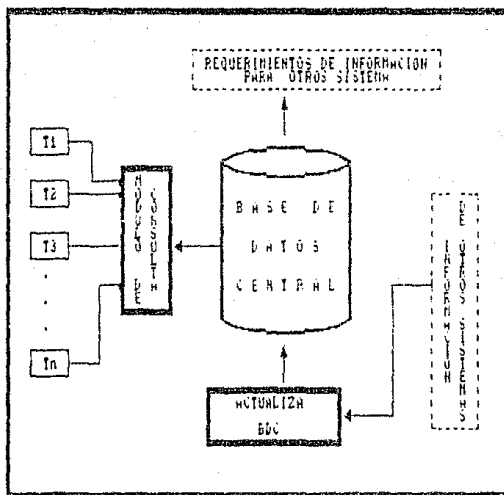 REQUERIMIENTOS DE INFORMACION
PARA OTROS SISTEMA
T1
T2
T3
Tn
MODULO DE
CONSULTA
BASE DE
DATOS
CENTRAL
INFORMACION
DE OTROS SISTEMAS
ACTUALIZA
BDC